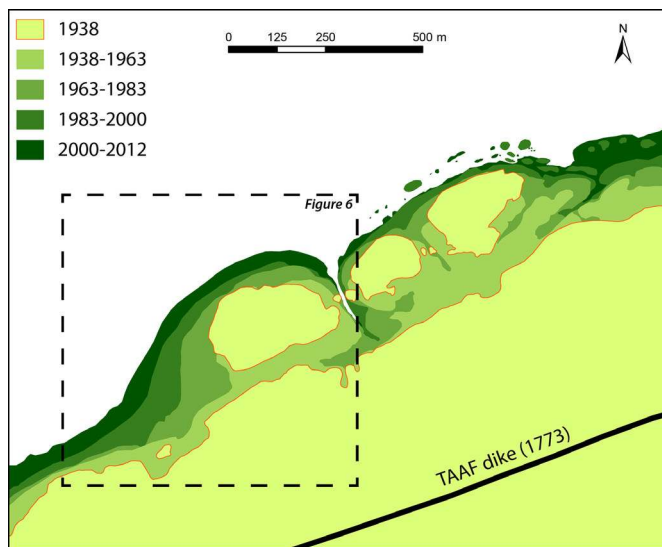 1938
1938-1963
1963-1983
1983-2000
2000-2012
0 125 250 500 m
N
Figure 6
TAAF dike (1773)